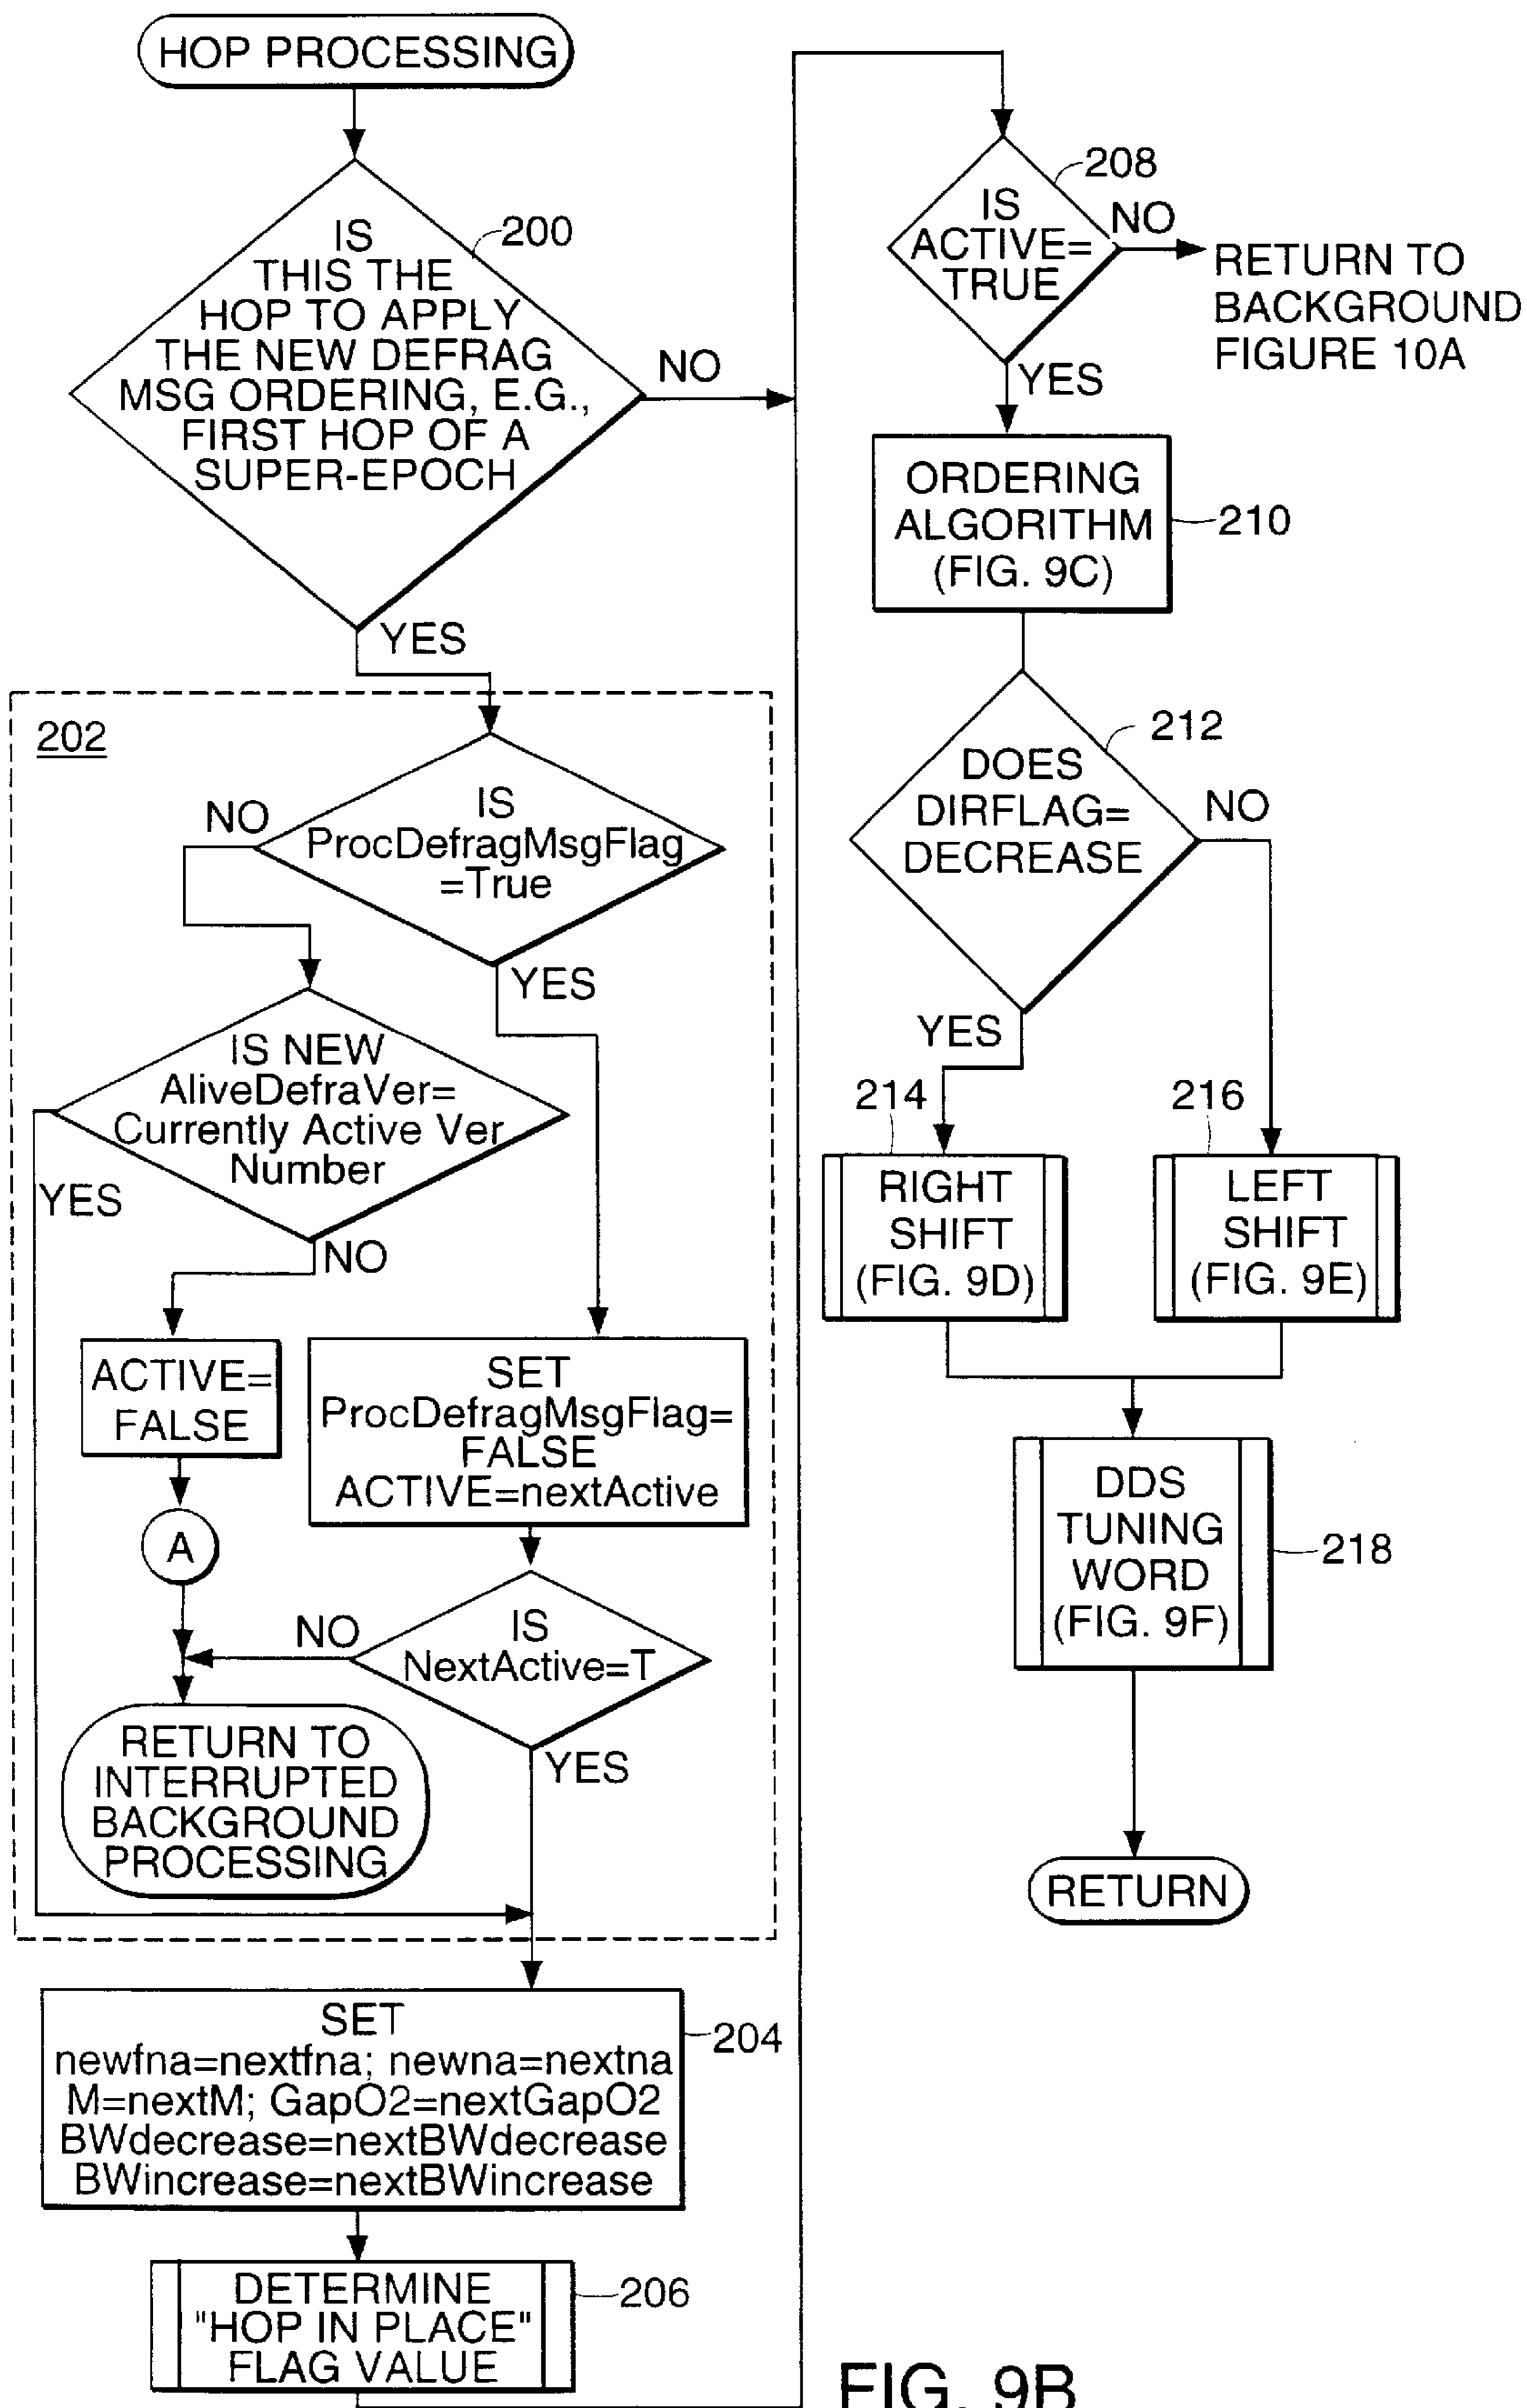 HOP PROCESSING
IS
THIS THE
HOP TO APPLY
THE NEW DEFRAG
MSG ORDERING, E.G.,
FIRST HOP OF A
SUPER-EPOCH
200
NO
YES
202
IS
ProcDefragMsgFlag
=True
NO
YES
IS NEW
AliveDefraVer=
Currently Active Ver
Number
YES
NO
ACTIVE=
FALSE
SET
ProcDefragMsgFlag=
FALSE
ACTIVE=nextActive
A
IS
NextActive=T
NO
YES
RETURN TO
INTERRUPTED
BACKGROUND
PROCESSING
SET
newfna=nextfna; newna=nextna
M=nextM; GapO2=nextGapO2
BWdecrease=nextBWdecrease
BWincrease=nextBWincrease
204
DETERMINE
"HOP IN PLACE"
FLAG VALUE
206
IS
ACTIVE=
TRUE
208
NO
RETURN TO
BACKGROUND
FIGURE 10A
YES
ORDERING
ALGORITHM
(FIG. 9C)
210
DOES
DIRFLAG=
DECREASE
212
NO
YES
214
RIGHT
SHIFT
(FIG. 9D)
216
LEFT
SHIFT
(FIG. 9E)
DDS
TUNING
WORD
(FIG. 9F)
218
RETURN
FIG. 9B